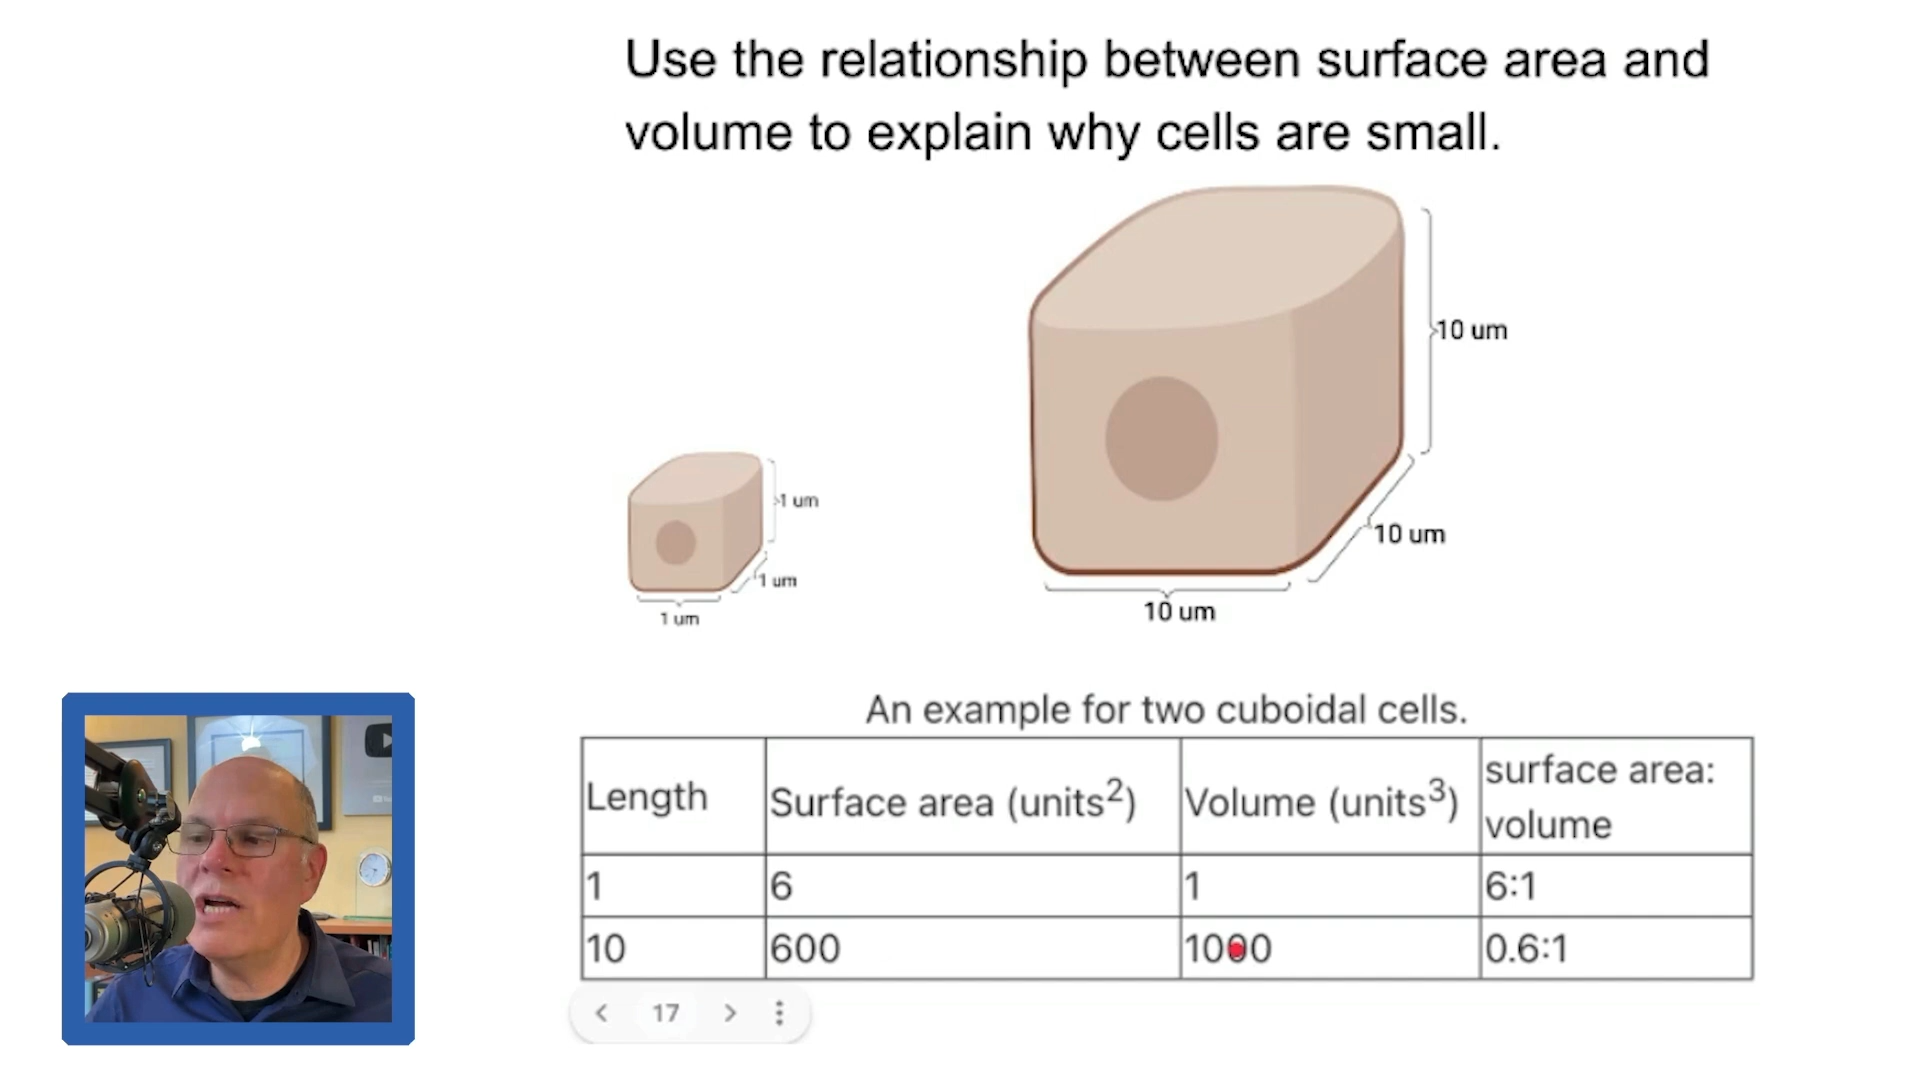 Use the relationship between surface area and
volume to explain why cells are small.
10 um
1 um
10 um
1 um
10 um
1 um
An example for two cuboidal cells.
Length Surface area (units²) Volume (units³) surface area:
volume
1 6 1 6:1
10 600 1000 0.6:1
17